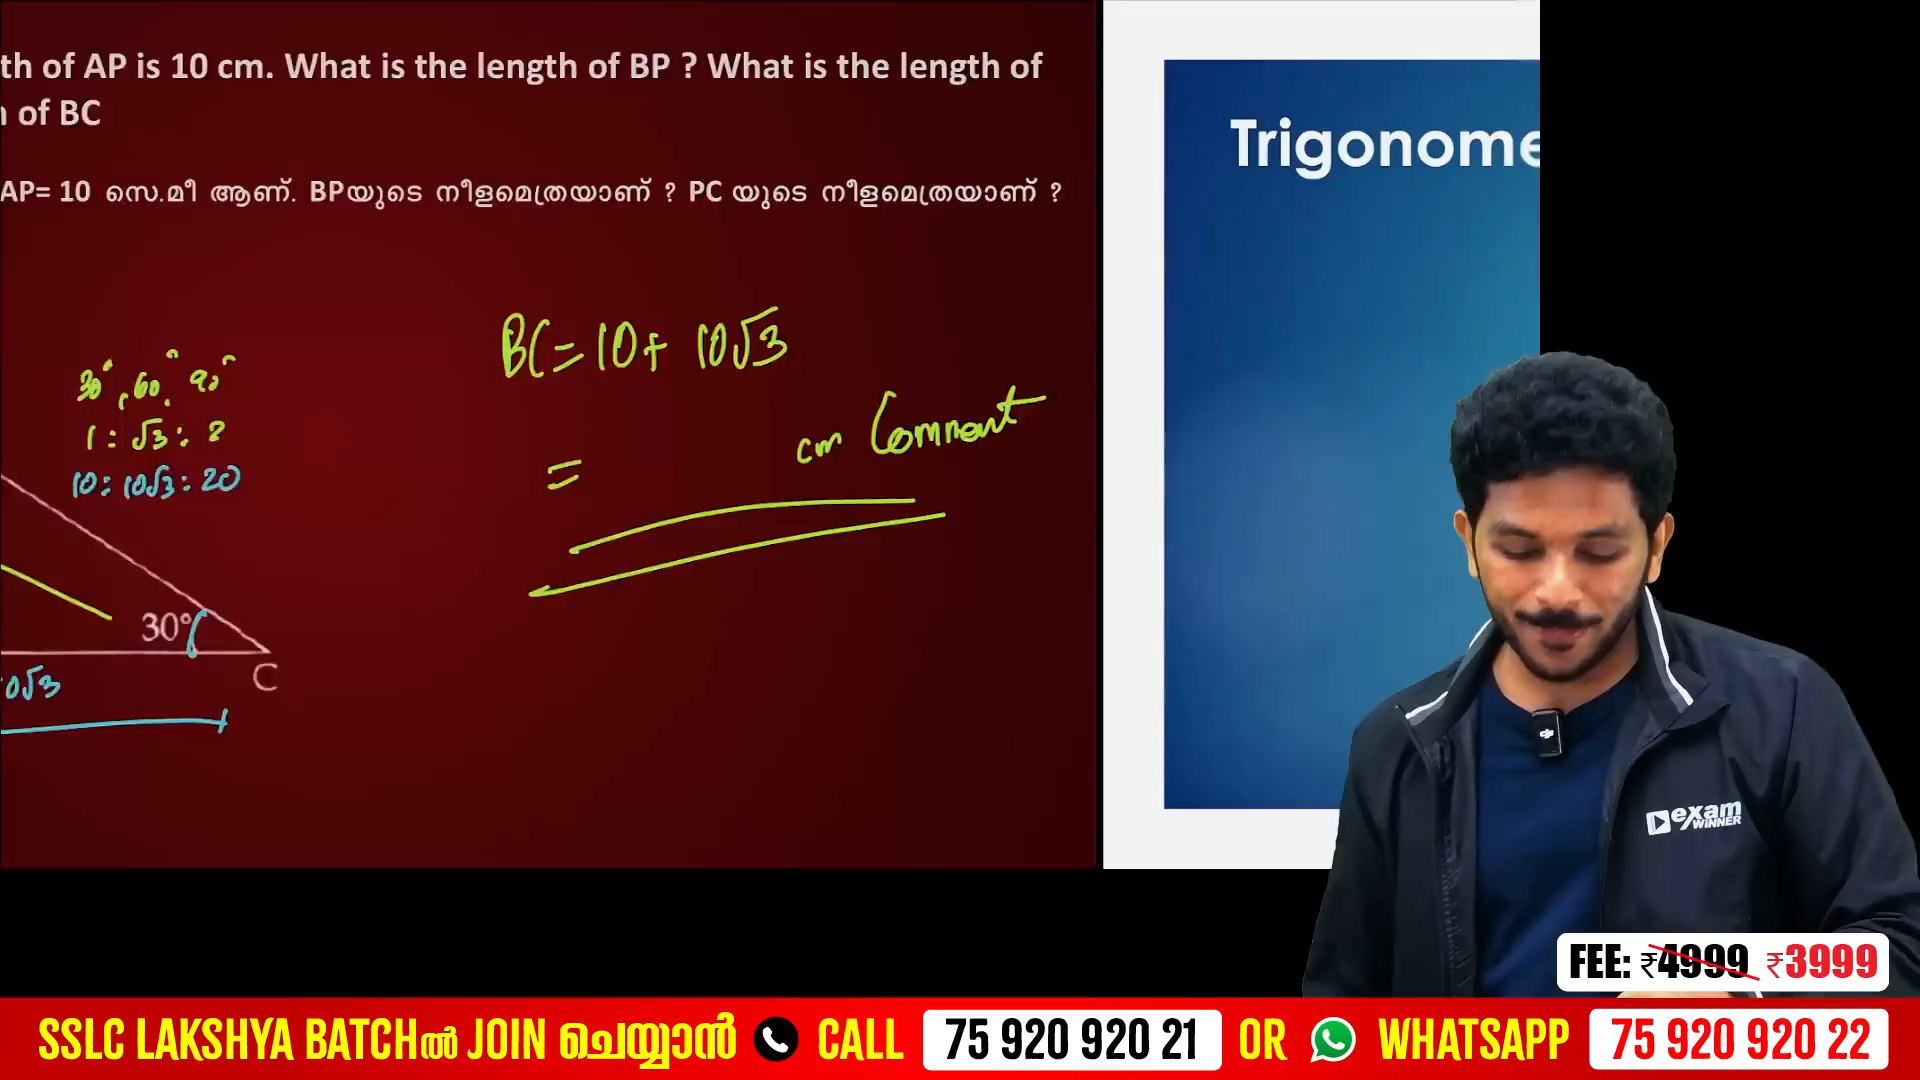 th of AP is 10 cm. What is the length of BP ? What is the length of
of BC
AP= 10 സെ.മീ ആണ്. BPയുടെ നീളമെത്രയാണ് ? PC യുടെ നീളമെത്രയാണ് ?
BC = 10 + 10√3
30°, 60°, 90°
1 : √3 : 2
10 : 10√3 : 20
= cm Comment
30°
C
0√3
Trigonome
exam
WINNER
FEE: ₹4999 ₹3999
SSLC LAKSHYA BATCHൽ JOIN ചെയ്യാൻ CALL 75 920 920 21 OR WHATSAPP 75 920 920 22